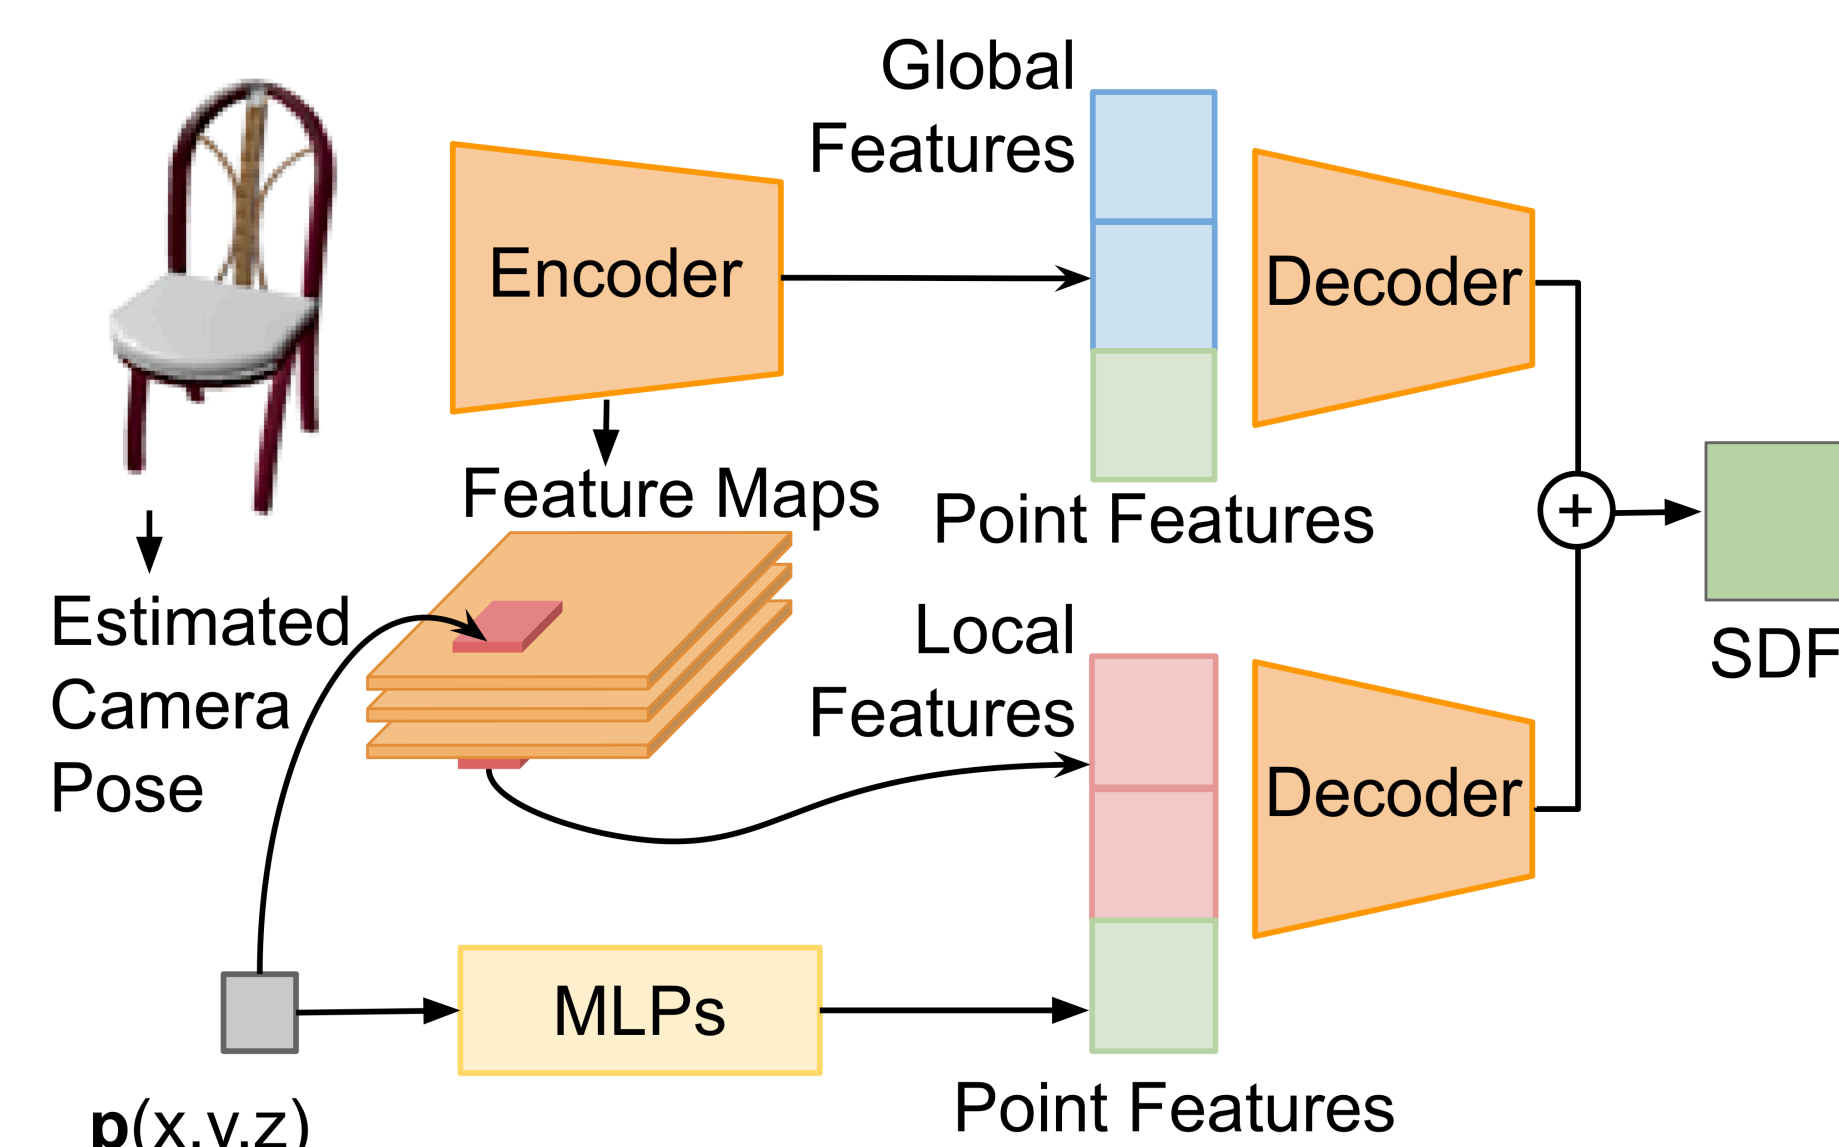 Global
Features
Encoder
Decoder
Feature Maps
Point Features
+
Estimated
Camera
Pose
Local
Features
SDF
Decoder
MLPs
p(x,y,z)
Point Features